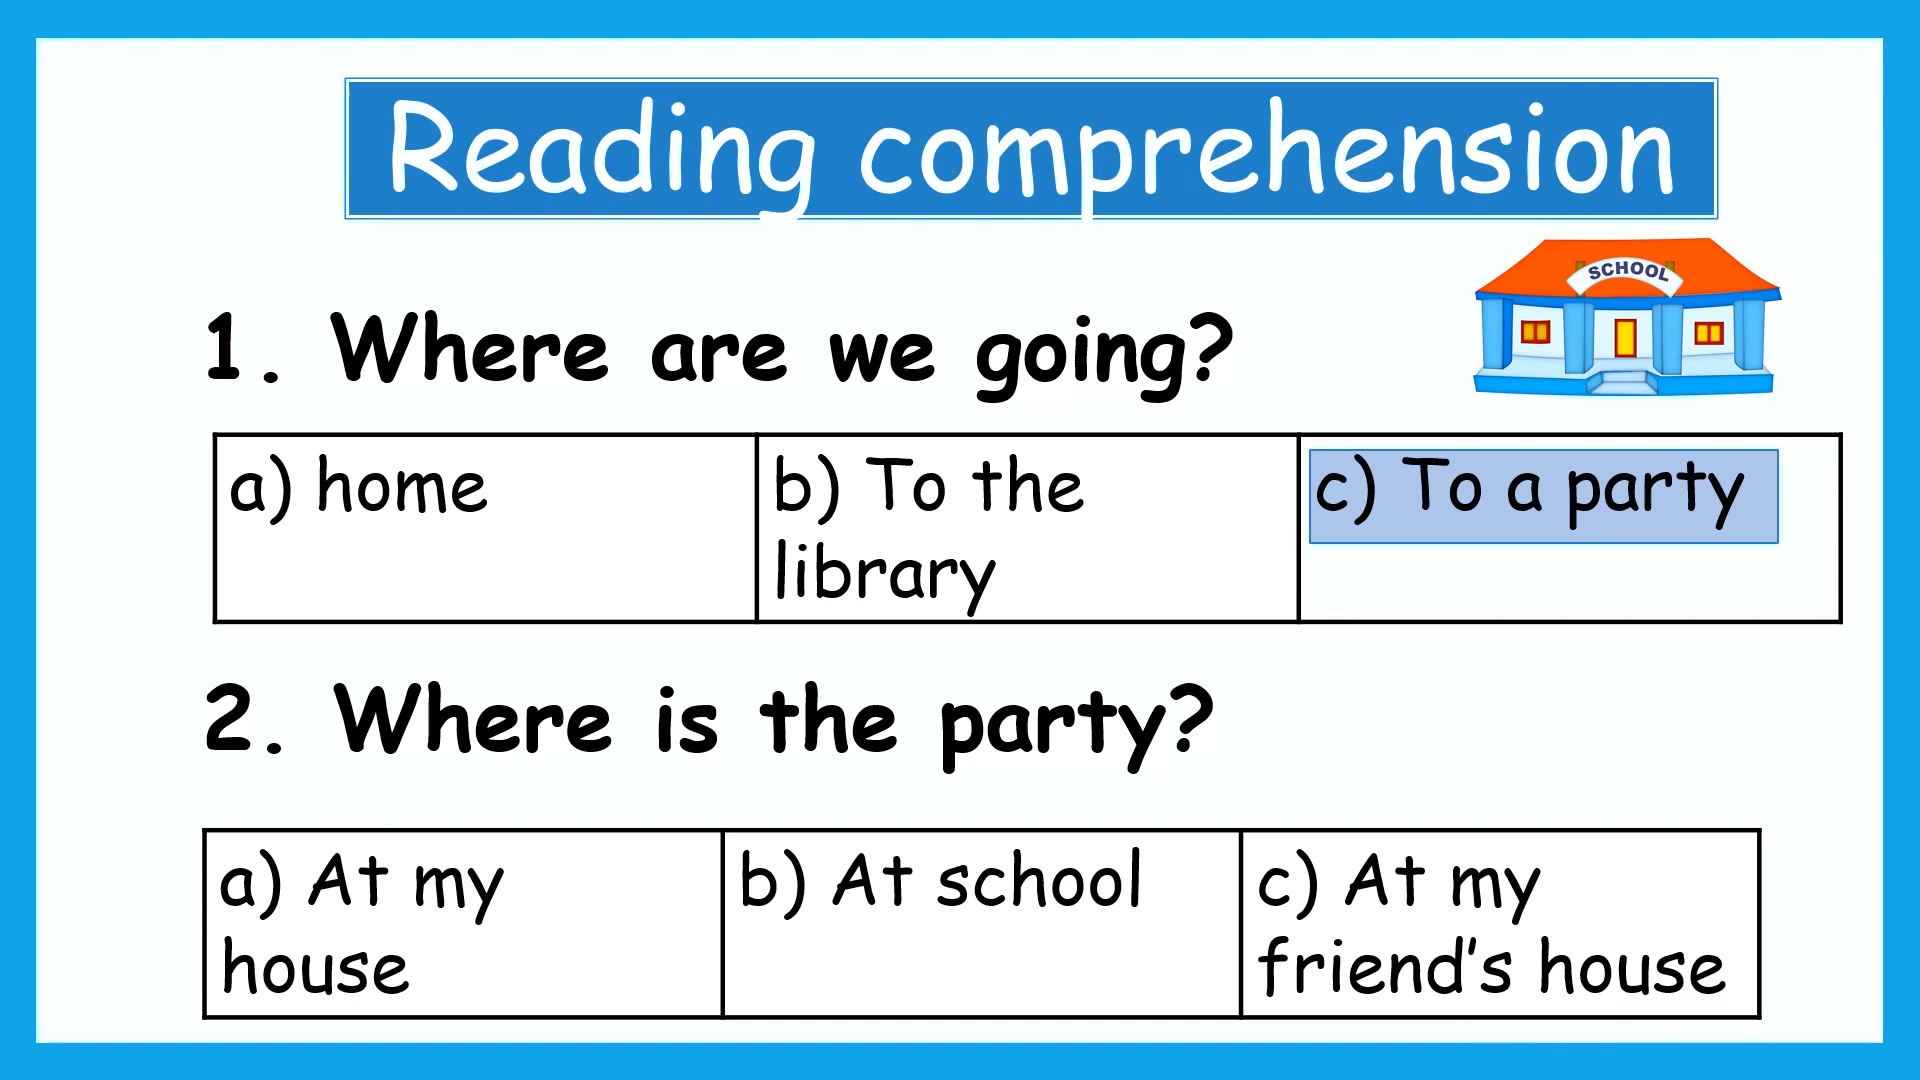 Reading comprehension
SCHOOL
1. Where are we going?
a) home
b) To the
library
c) To a party
2. Where is the party?
a) At my
house
b) At school
c) At my
friend’s house